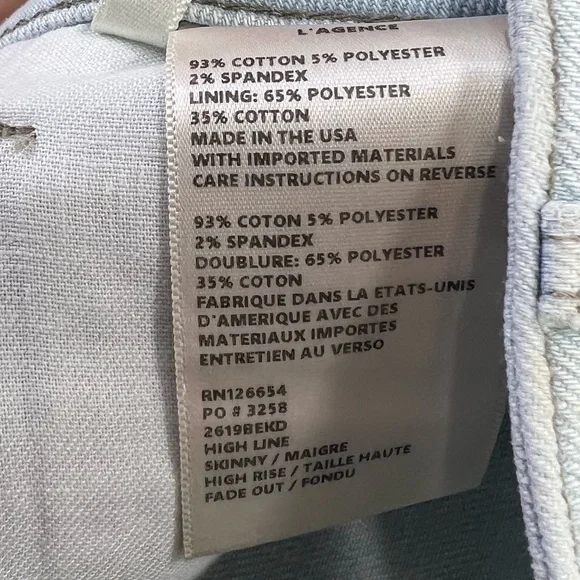 L'AGENCE
93% COTTON 5% POLYESTER
2% SPANDEX
LINING: 65% POLYESTER
35% COTTON
MADE IN THE USA
WITH IMPORTED MATERIALS
CARE INSTRUCTIONS ON REVERSE
93% COTON 5% POLYESTER
2% SPANDEX
DOUBLURE: 65% POLYESTER
35% COTON
FABRIQUE DANS LA ETATS-UNIS
D'AMERIQUE AVEC DES
MATERIAUX IMPORTES
ENTRETIEN AU VERSO
RN126654
PO # 3258
2619BEKD
HIGH LINE
SKINNY / MAIGRE
HIGH RISE / TAILLE HAUTE
FADE OUT / FONDU